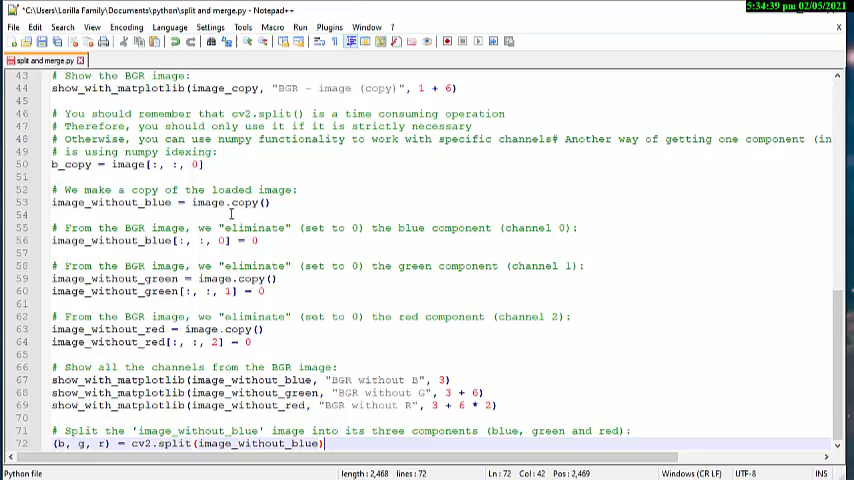 *C:\Users\Lorilla Family\Documents\python\split and merge.py - Notepad++
5:34:39 pm 02/05/2021
File Edit Search View Encoding Language Settings Tools Macro Run Plugins Window ? X
split and merge.py
43 # Show the BGR image:
44 show_with_matplotlib(image_copy, "BGR - image (copy)", 1 + 6)
45
46 # You should remember that cv2.split() is a time consuming operation
47 # Therefore, you should only use it if it is strictly necessary
48 # Otherwise, you can use numpy functionality to work with specific channels# Another way of getting one component (in
49 # is using numpy idexing:
50 b_copy = image[:, :, 0]
51
52 # We make a copy of the loaded image:
53 image_without_blue = image.copy()
54
55 # From the BGR image, we "eliminate" (set to 0) the blue component (channel 0):
56 image_without_blue[:, :, 0] = 0
57
58 # From the BGR image, we "eliminate" (set to 0) the green component (channel 1):
59 image_without_green = image.copy()
60 image_without_green[:, :, 1] = 0
61
62 # From the BGR image, we "eliminate" (set to 0) the red component (channel 2):
63 image_without_red = image.copy()
64 image_without_red[:, :, 2] = 0
65
66 # Show all the channels from the BGR image:
67 show_with_matplotlib(image_without_blue, "BGR without B", 3)
68 show_with_matplotlib(image_without_green, "BGR without G", 3 + 6)
69 show_with_matplotlib(image_without_red, "BGR without R", 3 + 6 * 2)
70
71 # Split the 'image_without_blue' image into its three components (blue, green and red):
72 (b, g, r) = cv2.split(image_without_blue)
Python file length : 2,468 lines : 72 Ln : 72 Col : 42 Pos : 2,469 Windows (CR LF) UTF-8 INS